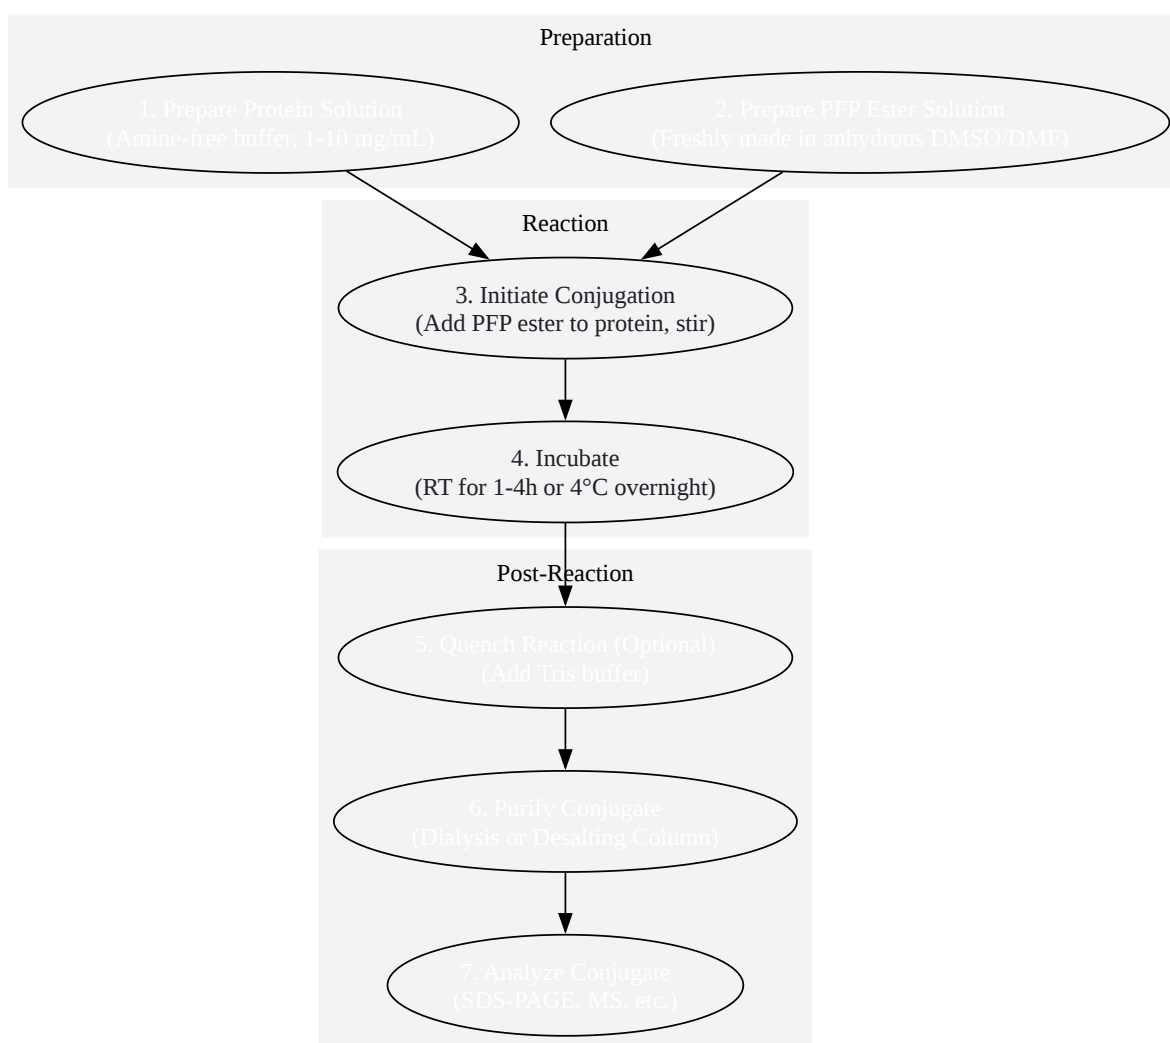 Preparation
1. Prepare Protein Solution
(Amine-free buffer, 1-10 mg/mL)
2. Prepare PFP Ester Solution
(Freshly made in anhydrous DMSO/DMF)
Reaction
3. Initiate Conjugation
(Add PFP ester to protein, stir)
4. Incubate
(RT for 1-4h or 4°C overnight)
Post-Reaction
5. Quench Reaction (Optional)
(Add Tris buffer)
6. Purify Conjugate
(Dialysis or Desalting Column)
7. Analyze Conjugate
(SDS-PAGE, MS, etc.)